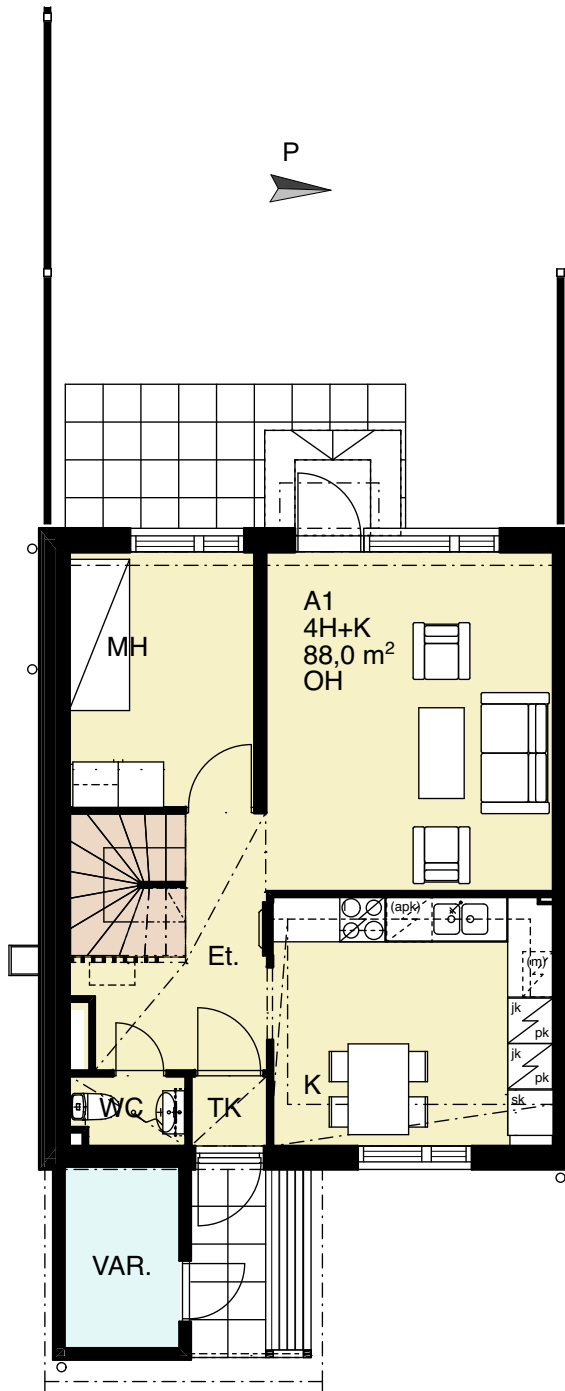 P
A1
4H+K
88,0 m²
OH
MH
(apk)
Et.
(m)
jk
pk
jk
pk
K
sk
WC
TK
VAR.